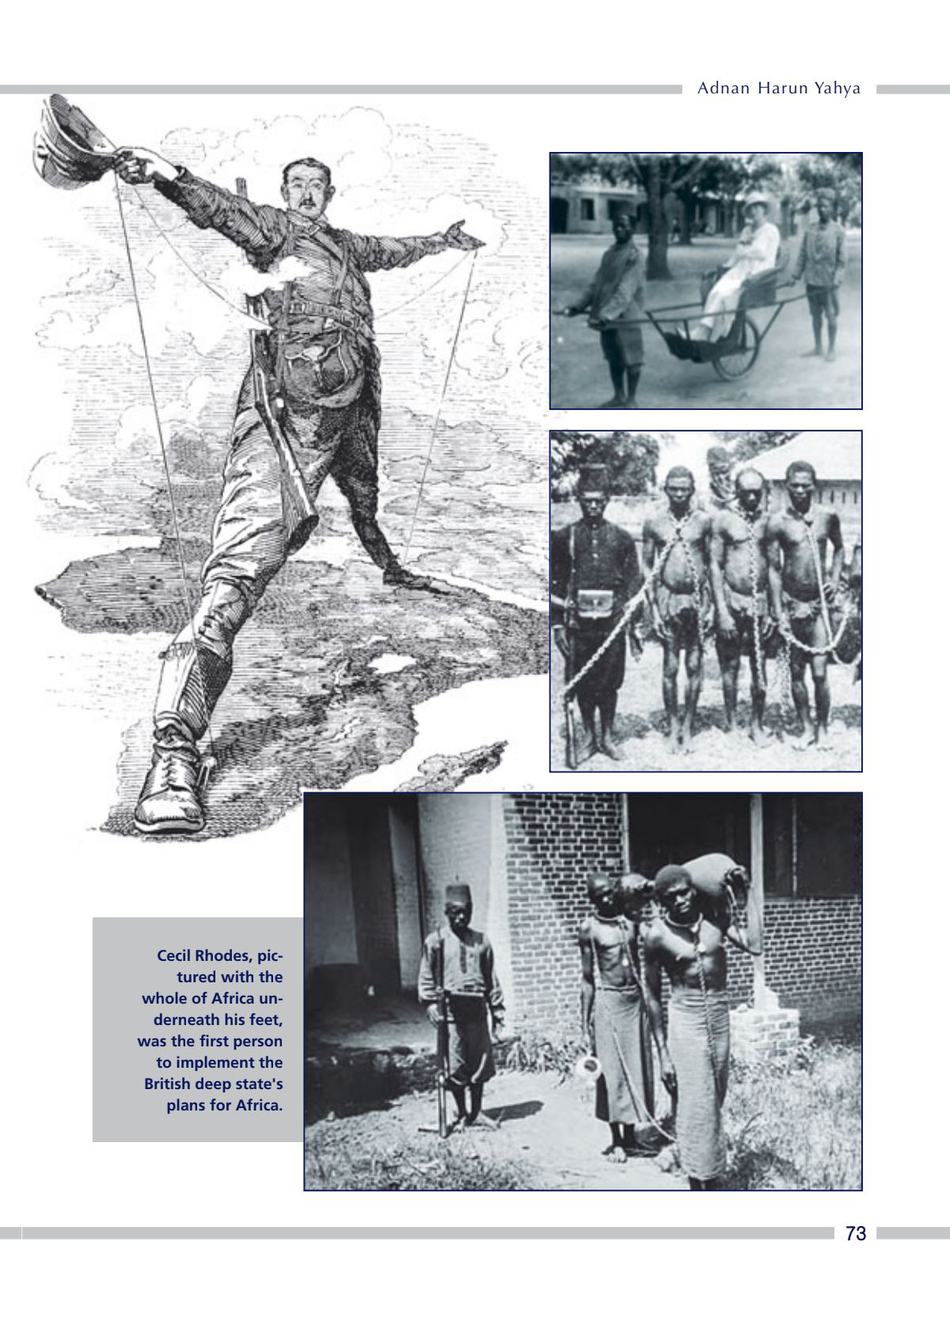 Adnan Harun Yahya
Cecil Rhodes, pic-
tured with the
whole of Africa un-
derneath his feet,
was the first person
to implement the
British deep state's
plans for Africa.
73